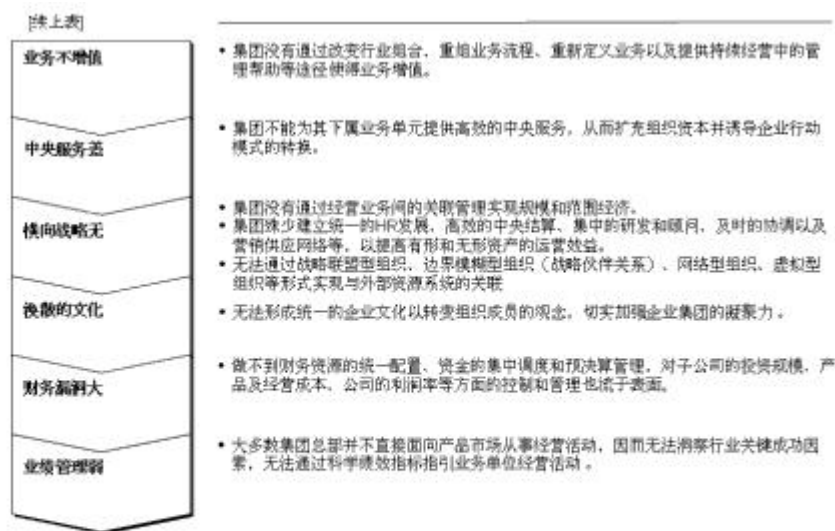 [续上表]
业务不增值
• 集团没有通过改变行业组合、重组业务流程、重新定义业务以及提供持续经营中的管
理帮助等途径使得业务增值。
中央服务差
• 集团不能为其下属业务单元提供高效的中央服务，从而扩充组织资本并诱导企业行动
模式的转换。
横向战略无
• 集团没有通过经营业务间的关联管理实现规模和范围经济。
• 集团殊少建立统一的HR发展、高效的中央结算、集中的研发和顾问、及时的协调以及
营销供应网络等，以提高有形和无形资产的运营效益。
• 无法通过战略联盟型组织、边界模糊型组织（战略伙伴关系）、网络型组织、虚拟型
组织等形式实现与外部资源系统的关联
涣散的文化
• 无法形成统一的企业文化以转变组织成员的观念，切实加强企业集团的凝聚力。
财务漏洞大
• 做不到财务资源的统一配置、资金的集中调度和预决算管理，对子公司的投资规模、产
品及经营成本、公司的利润率等方面的控制和管理也流于表面。
业绩管理弱
• 大多数集团总部并不直接面向产品市场从事经营活动，因而无法洞察行业关键成功因
素，无法通过科学绩效指标指引业务单位经营活动。